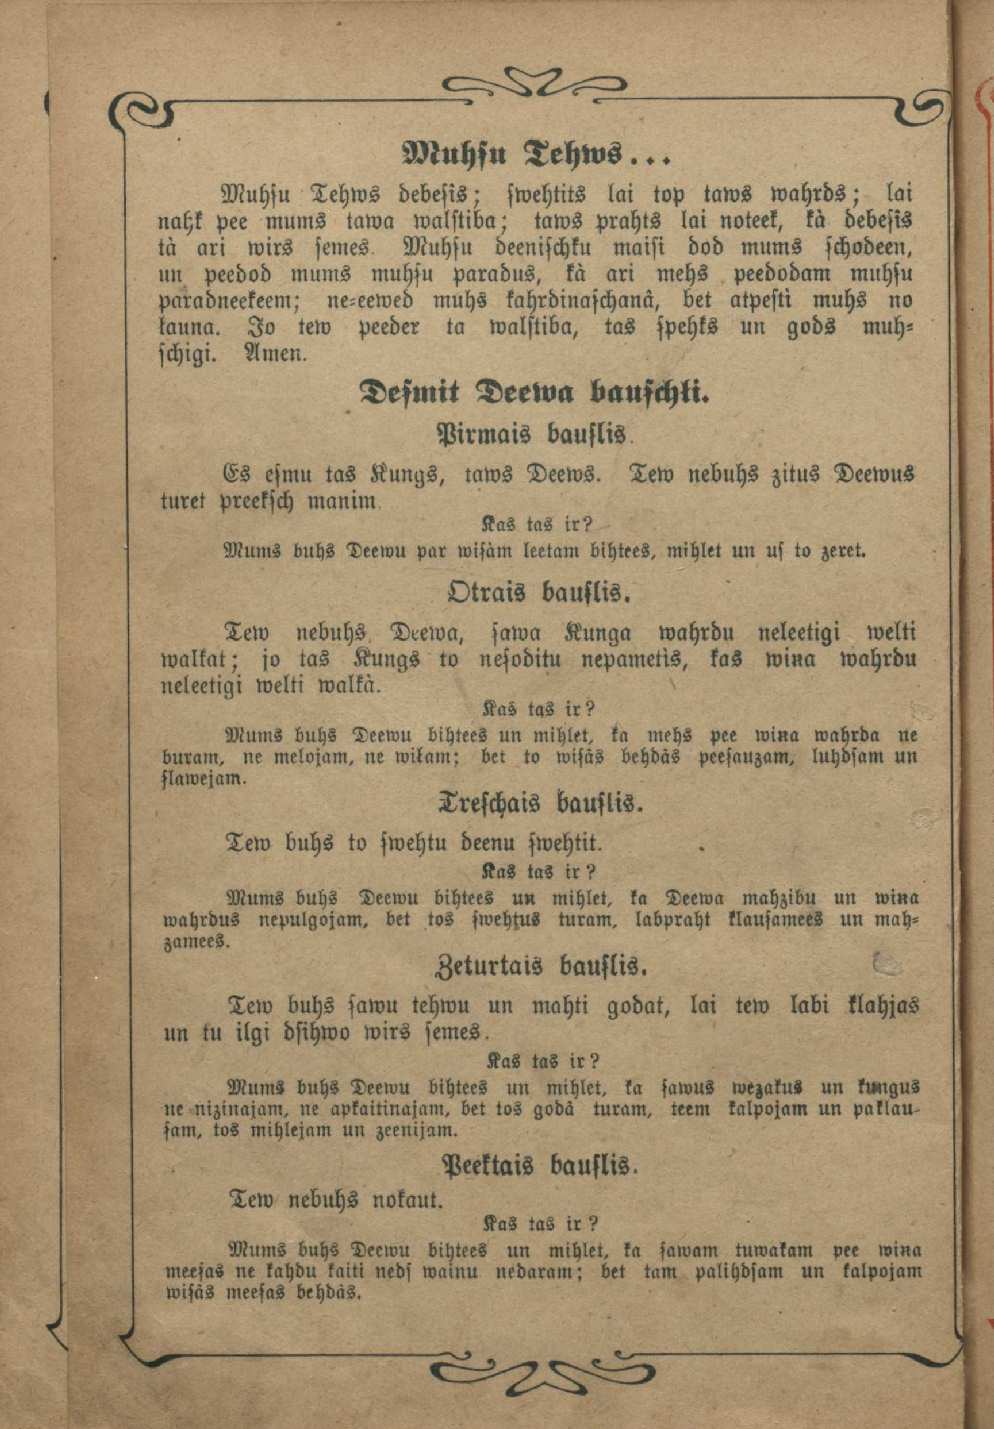 Muhſu Tehws...
Muhſu Tehws debeſîs; ſwehtits lai top taws wahrds; lai
nahk pee mums tawa walſtiba; taws prahts lai noteek, kà debeſîs
tà ari wirs ſemes. Muhſu deeniſchku maiſi dod mums ſchodeen,
un peedod mums muhſu paradus, kà ari mehs peedodam muhſu
paradneekeem; ne-eewed muhs kahrdinaſchanâ, bet atpeſtì muhs no
launa. Jo tew peeder ta walſtiba, tas ſpehks un gods muh-
ſchigi. Amen.
Deſmit Deewa bauſchli.
Pirmais bauſlis.
Es eſmu tas Kungs, taws Deews. Tew nebuhs zitus Deewus
turet preekſch manim.
Kas tas ir?
Mums buhs Deewu par wiſàm leetam bihtees, mihlet un uſ to zeret.
Otrais bauſlis.
Tew nebuhs Deewa, ſawa Kunga wahrdu neleetigi welti
walkat; jo tas Kungs to neſoditu nepametîs, kas wiņa wahrdu
neleetigi welti walkà.
Kas tas ir?
Mums buhs Deewu bihtees un mihlet, ka mehs pee wiņa wahrda ne
buram, ne melojam, ne wiļam; bet to wiſâs behdâs peeſauzam, luhdſam un
ſlawejam.
Treſchais bauſlis.
Tew buhs to ſwehtu deenu ſwehtit.
Kas tas ir?
Mums buhs Deewu bihtees un mihlet, ka Deewa mahzibu un wiņa
wahrdus nepulgojam, bet tos ſwehtus turam, labpraht klauſamees un mah-
zamees.
Zeturtais bauſlis.
Tew buhs ſawu tehwu un mahti godat, lai tew labi klahjas
un tu ilgi dſihwo wirs ſemes.
Kas tas ir?
Mums buhs Deewu bihtees un mihlet, ka ſawus wezakus un kungus
ne nizinajam, ne apkaitinajam, bet tos godâ turam, teem kalpojam un paklau-
ſam, tos mihlejam un zeenijam.
Peektais bauſlis.
Tew nebuhs nokaut.
Kas tas ir?
Mums buhs Deewu bihtees un mihlet, ka ſawam tuwakam pee wiņa
meeſas ne kahdu kaiti nedſ wainu nedaram; bet tam palihdſam un kalpojam
wiſâs meeſas behdâs.